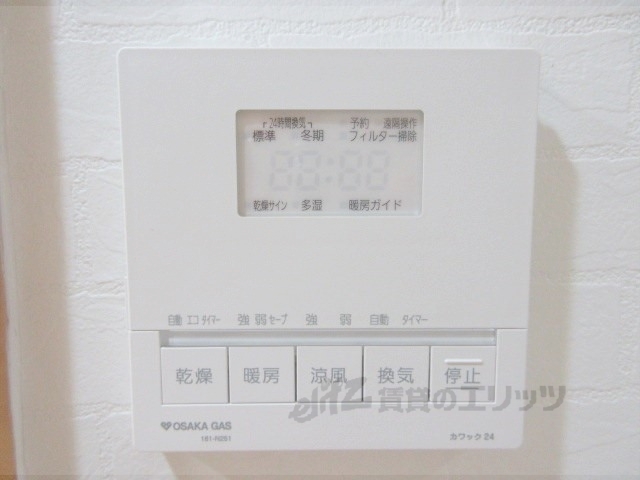 24時間換気 予約 遠隔操作
標準 冬期 フィルター掃除
88:88
乾燥サイン 多湿 暖房ガイド
自動 エコ タイマー 強 弱 セーブ 強 弱 自動 タイマー
乾燥 暖房 涼風 換気 停止
elitz 賃貸のエリッツ
OSAKA GAS
161-R2S1 カワック 24